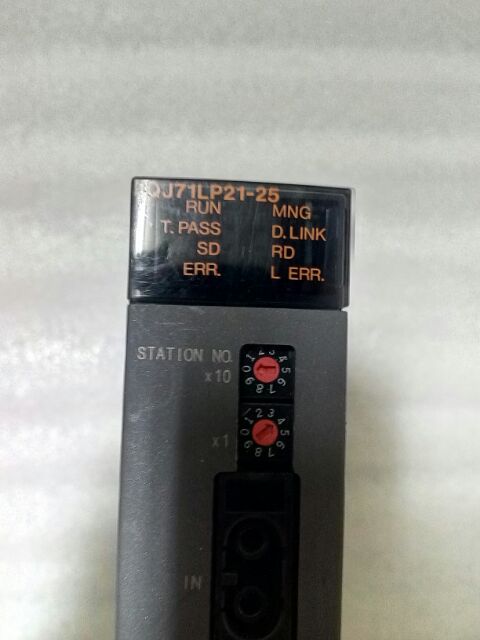 QJ71LP21-25
RUN MNG
T. PASS D.LINK
SD RD
ERR. L ERR.
STATION NO.
x10
x1
IN